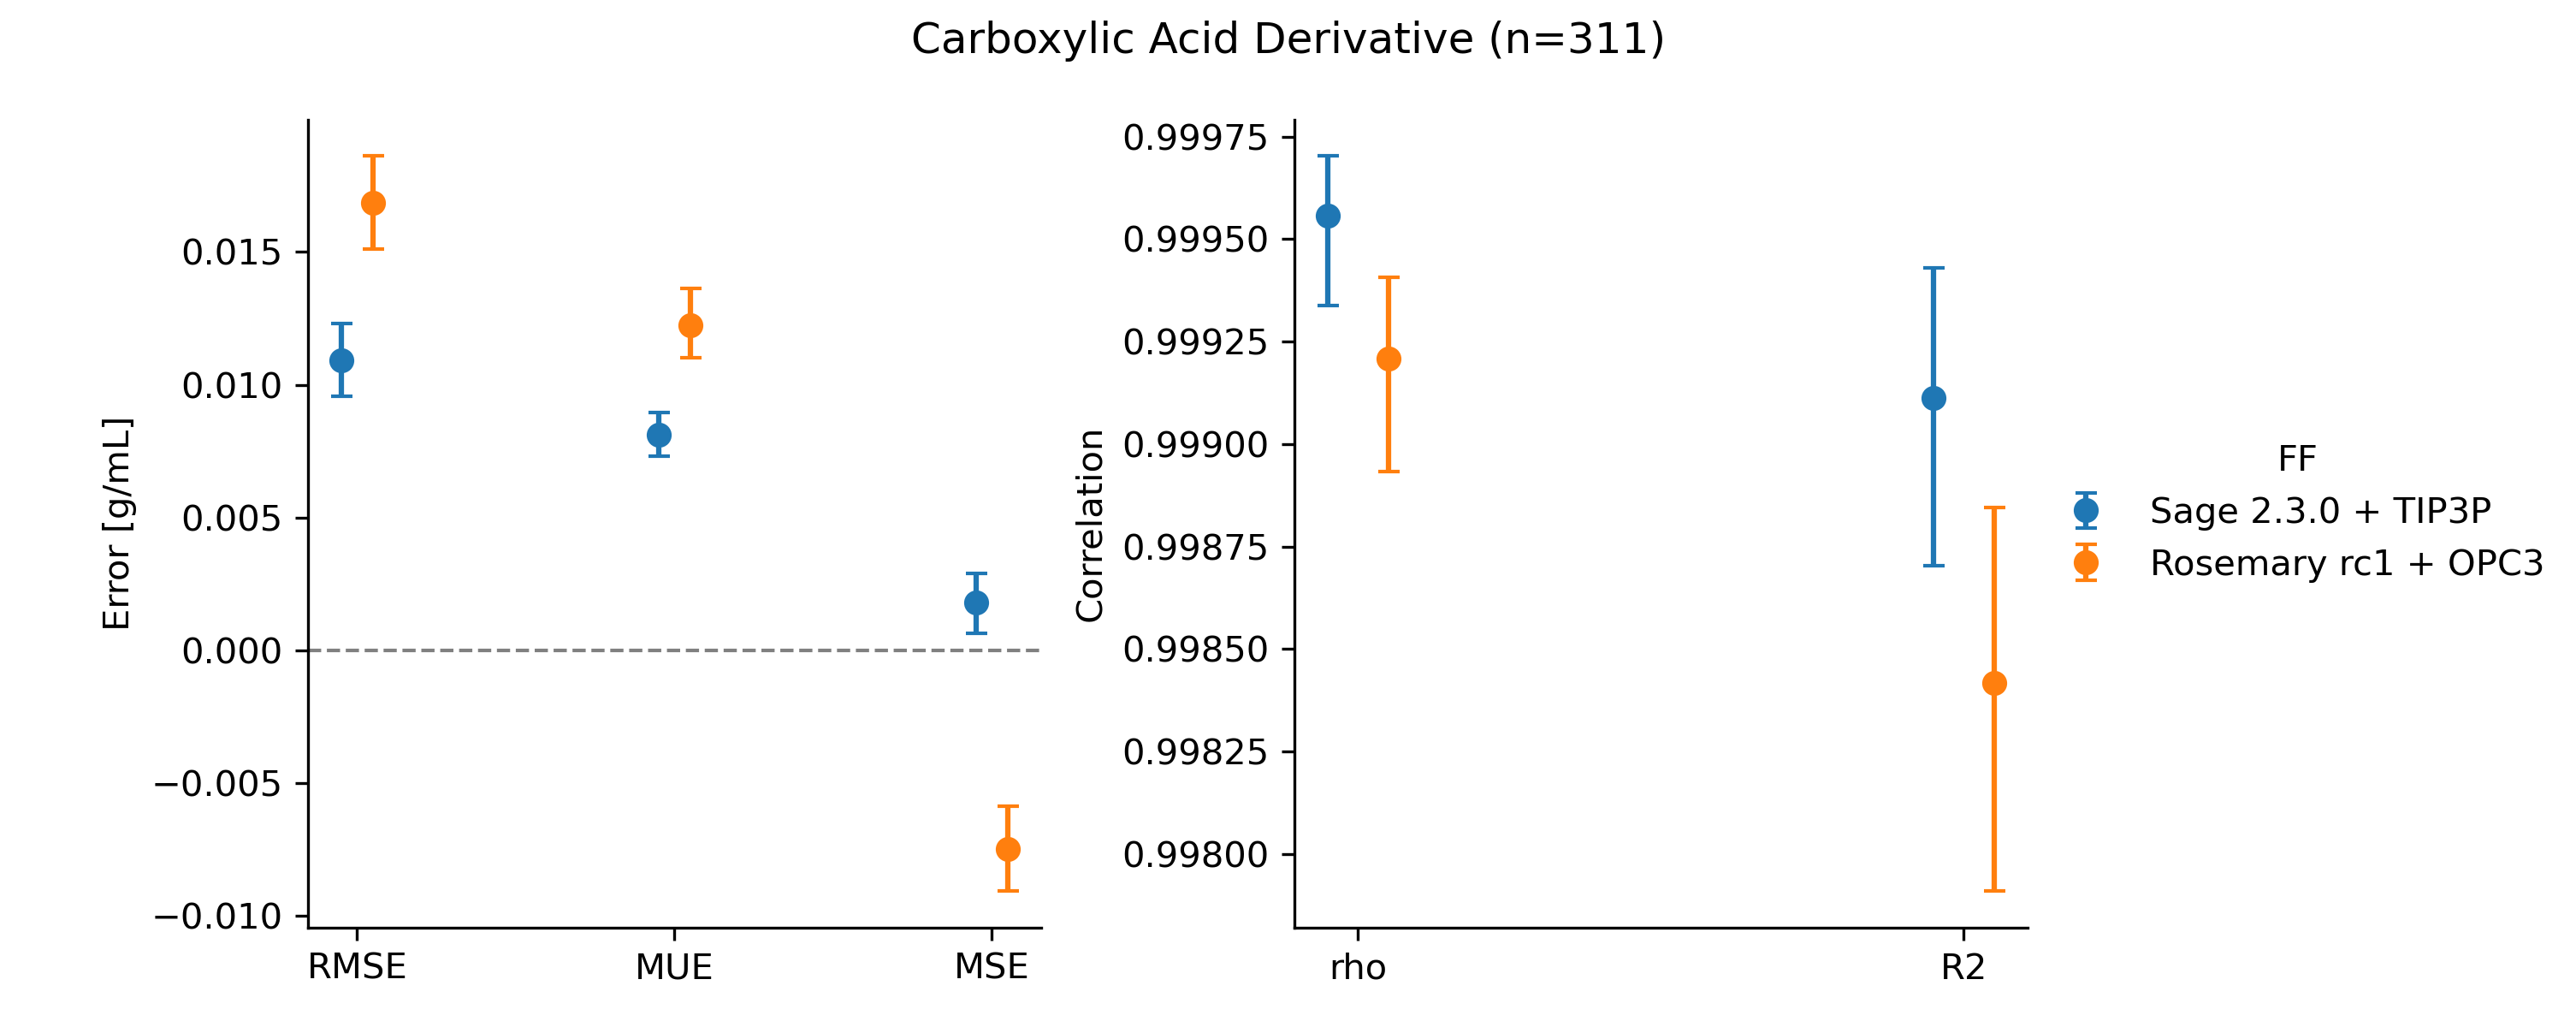 Carboxylic Acid Derivative (n=311)
Error [g/mL]
0.015
0.010
0.005
0.000
−0.005
−0.010
RMSE
MUE
MSE
Correlation
0.99975
0.99950
0.99925
0.99900
0.99875
0.99850
0.99825
0.99800
rho
R2
FF
Sage 2.3.0 + TIP3P
Rosemary rc1 + OPC3